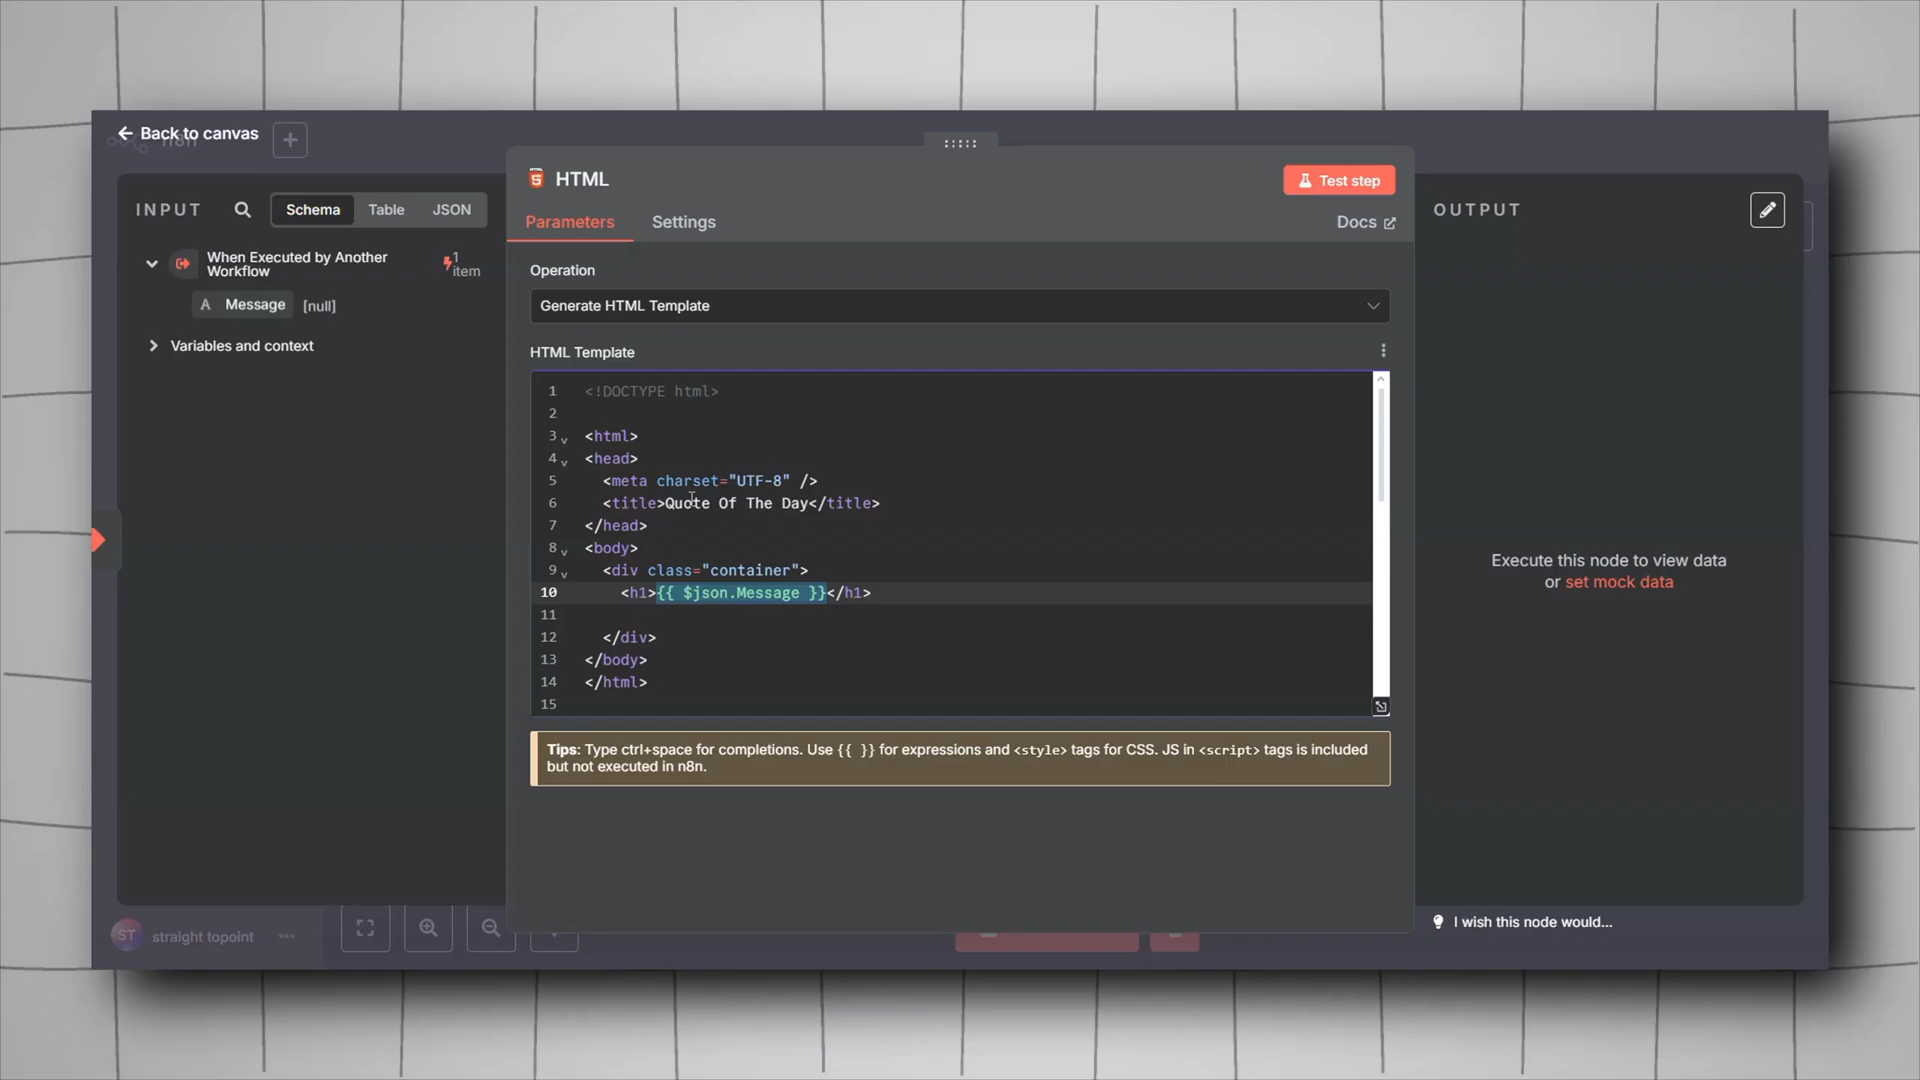 Back to canvas
n8n
HTML
Test step
INPUT
Schema
Table
JSON
OUTPUT
Parameters
Settings
Docs
When Executed by Another
Workflow
1
item
A Message [null]
Variables and context
Operation
Generate HTML Template
HTML Template
1 <!DOCTYPE html>
2
3 <html>
4 <head>
5 <meta charset="UTF-8" />
6 <title>Quote Of The Day</title>
7 </head>
8 <body>
9 <div class="container">
10 <h1>{{ $json.Message }}</h1>
11
12 </div>
13 </body>
14 </html>
15
Tips: Type ctrl+space for completions. Use {{ }} for expressions and <style> tags for CSS. JS in <script> tags is included
but not executed in n8n.
Execute this node to view data
or set mock data
ST straight topoint
I wish this node would...